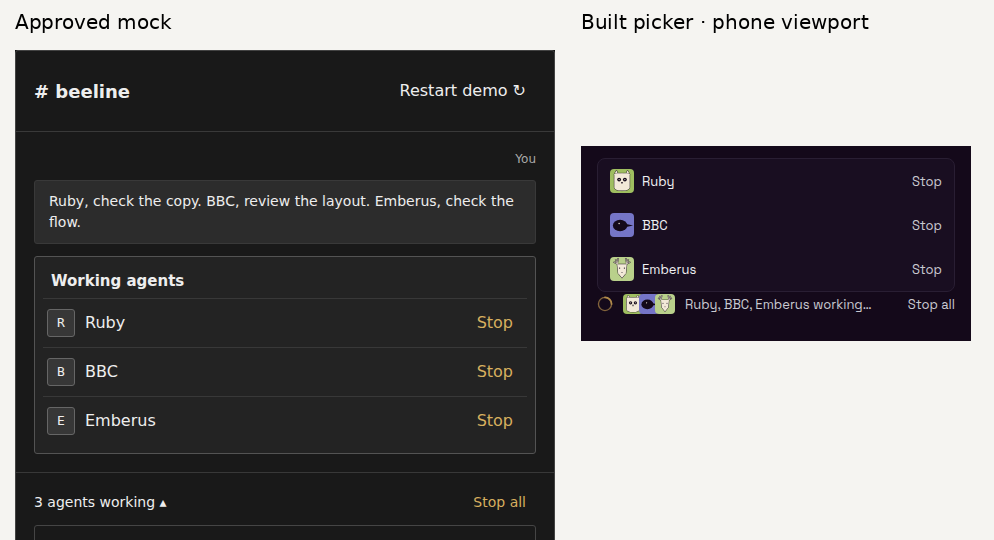 Approved mock
# beeline
Restart demo ↻
You
Ruby, check the copy. BBC, review the layout. Emberus, check the
flow.
Working agents
R Ruby Stop
B BBC Stop
E Emberus Stop
3 agents working ▴ Stop all
Built picker · phone viewport
Ruby Stop
BBC Stop
Emberus Stop
Ruby, BBC, Emberus working… Stop all